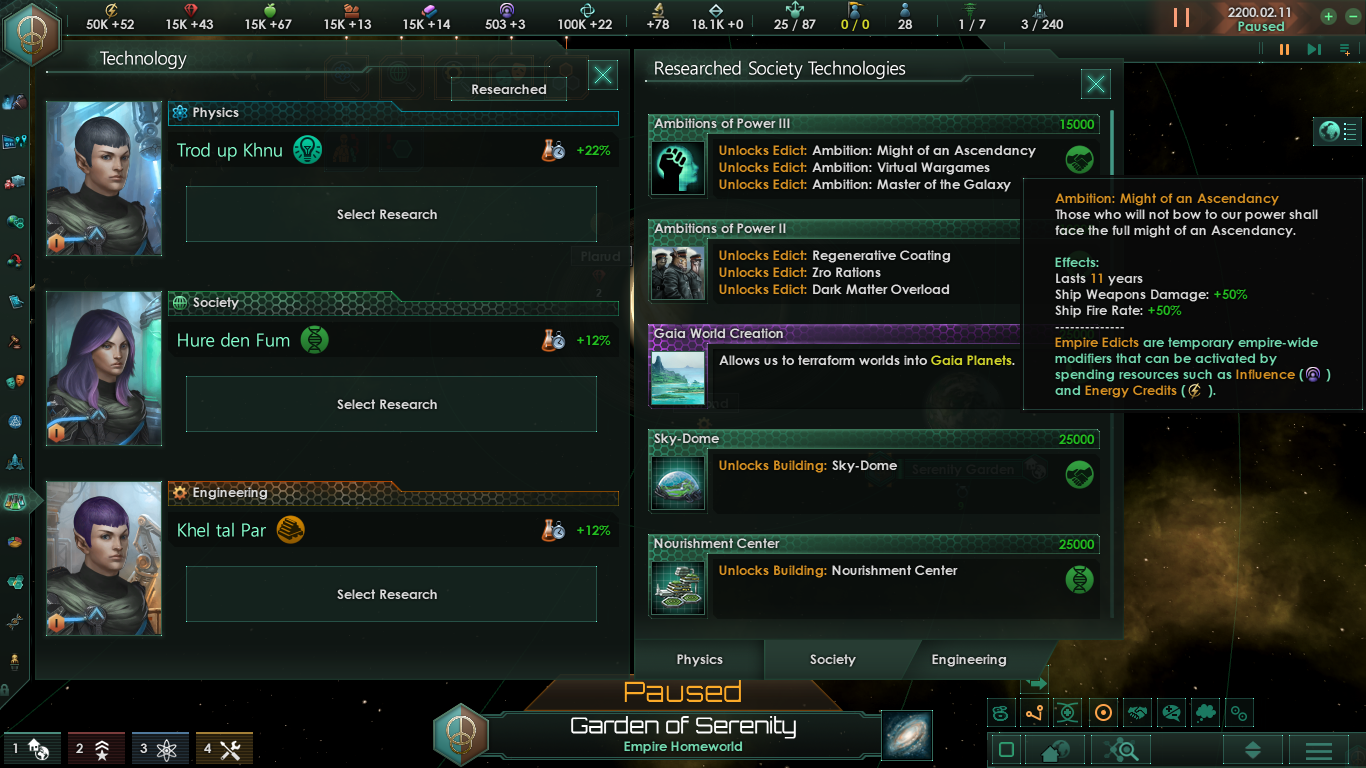 50K +52
15K +43
15K +67
15K +13
15K +14
503 +3
100K +22
+78
18.1K +0
25 / 87
0 / 0
28
1 / 7
3 / 240
2200.02.11
Paused
Technology
Researched
Physics
Trod up Khnu
+22%
Select Research
Society
Hure den Fum
+12%
Select Research
Engineering
Khel tal Par
+12%
Select Research
Plarud
Researched Society Technologies
Ambitions of Power III
15000
Unlocks Edict: Ambition: Might of an Ascendancy
Unlocks Edict: Ambition: Virtual Wargames
Unlocks Edict: Ambition: Master of the Galaxy
Ambitions of Power II
Unlocks Edict: Regenerative Coating
Unlocks Edict: Zro Rations
Unlocks Edict: Dark Matter Overload
Gaia World Creation
Allows us to terraform worlds into Gaia Planets.
Sky-Dome
25000
Unlocks Building: Sky-Dome
Serenity Garden
Nourishment Center
25000
Unlocks Building: Nourishment Center
Physics
Society
Engineering
Ambition: Might of an Ascendancy
Those who will not bow to our power shall
face the full might of an Ascendancy.
Effects:
Lasts 11 years
Ship Weapons Damage: +50%
Ship Fire Rate: +50%
--------------
Empire Edicts are temporary empire-wide
modifiers that can be activated by
spending resources such as Influence ( )
and Energy Credits ( ).
Paused
Garden of Serenity
Empire Homeworld
1
2
3
4